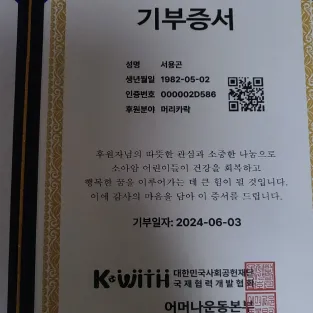 기부증서
성명 서용곤
생년월일 1982-05-02
인증번호 000002D586
후원분야 머리카락
후원자님의 따뜻한 관심과 소중한 나눔으로
소아암 어린이들이 건강을 회복하고
행복한 꿈을 이루어가는 데 큰 힘이 될 것입니다.
이에 감사의 마음을 담아 이 증서를 드립니다.
기부일자: 2024-06-03
K-WITH 대한민국사회공헌재단
국제협력개발협회
어머나운동본부